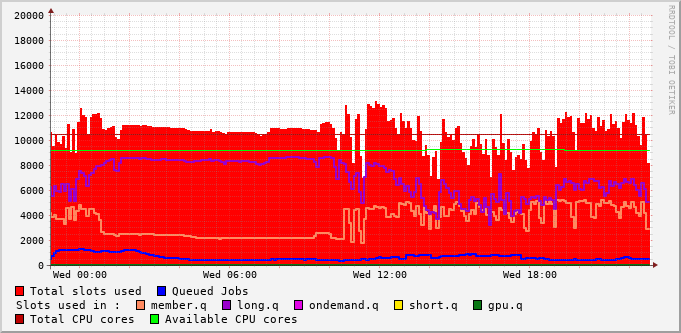 20000
18000
16000
14000
12000
10000
8000
6000
4000
2000
0
Wed 00:00 Wed 06:00 Wed 12:00 Wed 18:00
RRDTOOL / TOBI OETIKER
Total slots used Queued Jobs
Slots used in : member.q long.q ondemand.q short.q gpu.q
Total CPU cores Available CPU cores